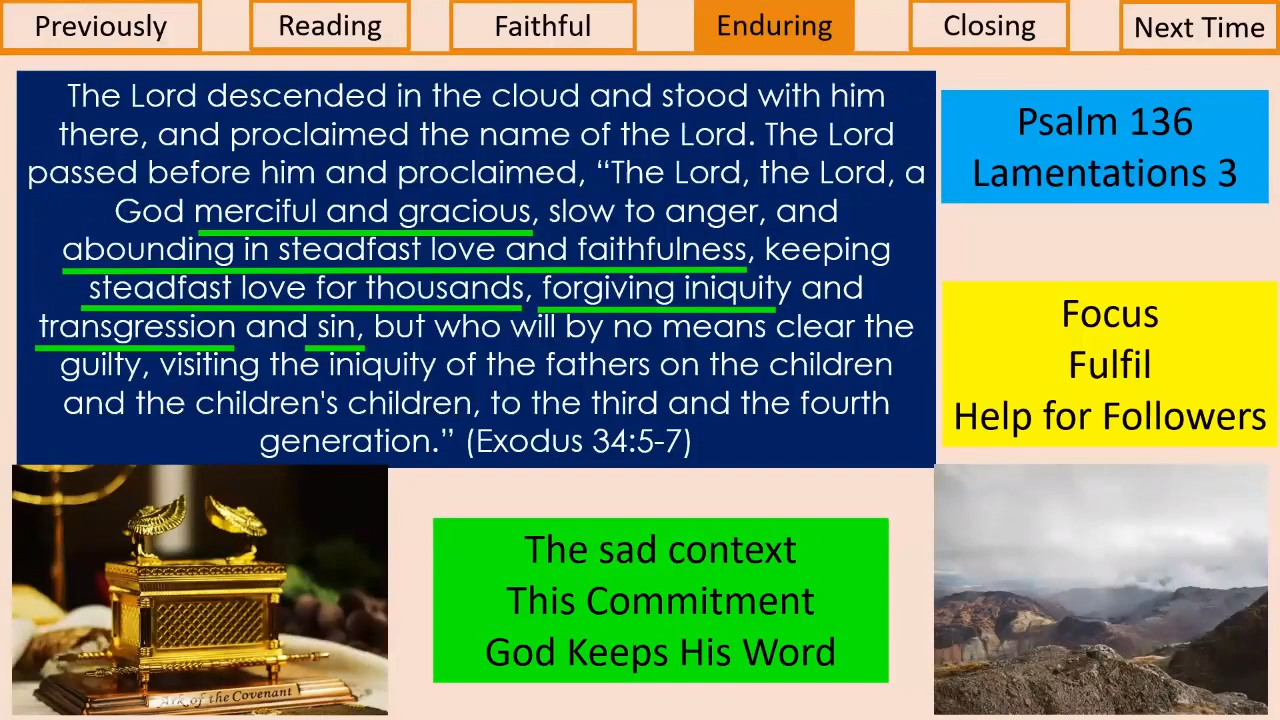 Previously
Reading
Faithful
Enduring
Closing
Next Time
The Lord descended in the cloud and stood with him
there, and proclaimed the name of the Lord. The Lord
passed before him and proclaimed, “The Lord, the Lord, a
God merciful and gracious, slow to anger, and
abounding in steadfast love and faithfulness, keeping
steadfast love for thousands, forgiving iniquity and
transgression and sin, but who will by no means clear the
guilty, visiting the iniquity of the fathers on the children
and the children's children, to the third and the fourth
generation.” (Exodus 34:5-7)
Psalm 136
Lamentations 3
Focus
Fulfil
Help for Followers
The sad context
This Commitment
God Keeps His Word
Ark of the Covenant